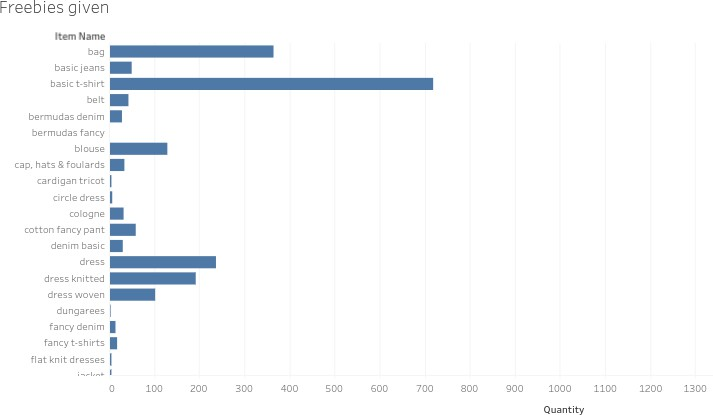 Freebies given
Item Name
bag
basic jeans
basic t-shirt
belt
bermudas denim
bermudas fancy
blouse
cap, hats & foulards
cardigan tricot
circle dress
cologne
cotton fancy pant
denim basic
dress
dress knitted
dress woven
dungarees
fancy denim
fancy t-shirts
flat knit dresses
jacket
0 100 200 300 400 500 600 700 800 900 1000 1100 1200 1300
Quantity